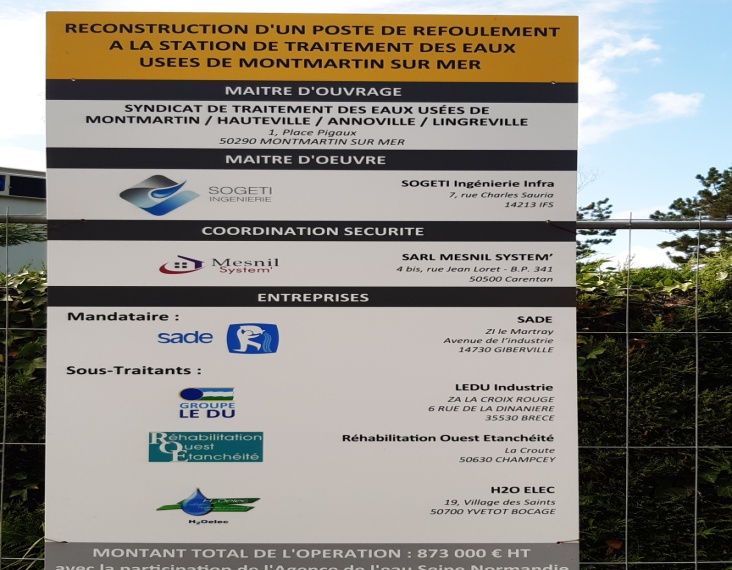 RECONSTRUCTION D'UN POSTE DE REFOULEMENT
A LA STATION DE TRAITEMENT DES EAUX
USEES DE MONTMARTIN SUR MER
MAITRE D'OUVRAGE
SYNDICAT DE TRAITEMENT DES EAUX USÉES DE
MONTMARTIN / HAUTEVILLE / ANNOVILLE / LINGREVILLE
1, Place Pigaux
50290 MONTMARTIN SUR MER
MAITRE D'OEUVRE
SOGETI
INGENIERIE
SOGETI Ingénierie Infra
7, rue Charles Sauria
14213 IFS
COORDINATION SECURITE
Mesnil
System'
SARL MESNIL SYSTEM'
4 bis, rue Jean Loret - B.P. 341
50500 Carentan
ENTREPRISES
Mandataire :
sade
SADE
ZI le Martray
Avenue de l'industrie
14730 GIBERVILLE
Sous-Traitants :
GROUPE
LE DU
LEDU Industrie
ZA LA CROIX ROUGE
6 RUE DE LA DINANIERE
35530 BRECE
Réhabilitation
Ouest
Etanchéité
Réhabilitation Ouest Etanchéité
La Croute
50630 CHAMPCEY
H2Oelec
H2Oelec
H2O ELEC
19, Village des Saints
50700 YVETOT BOCAGE
MONTANT TOTAL DE L'OPERATION : 873 000 € HT
avec la participation de l'Agence de l'eau Seine Normandie